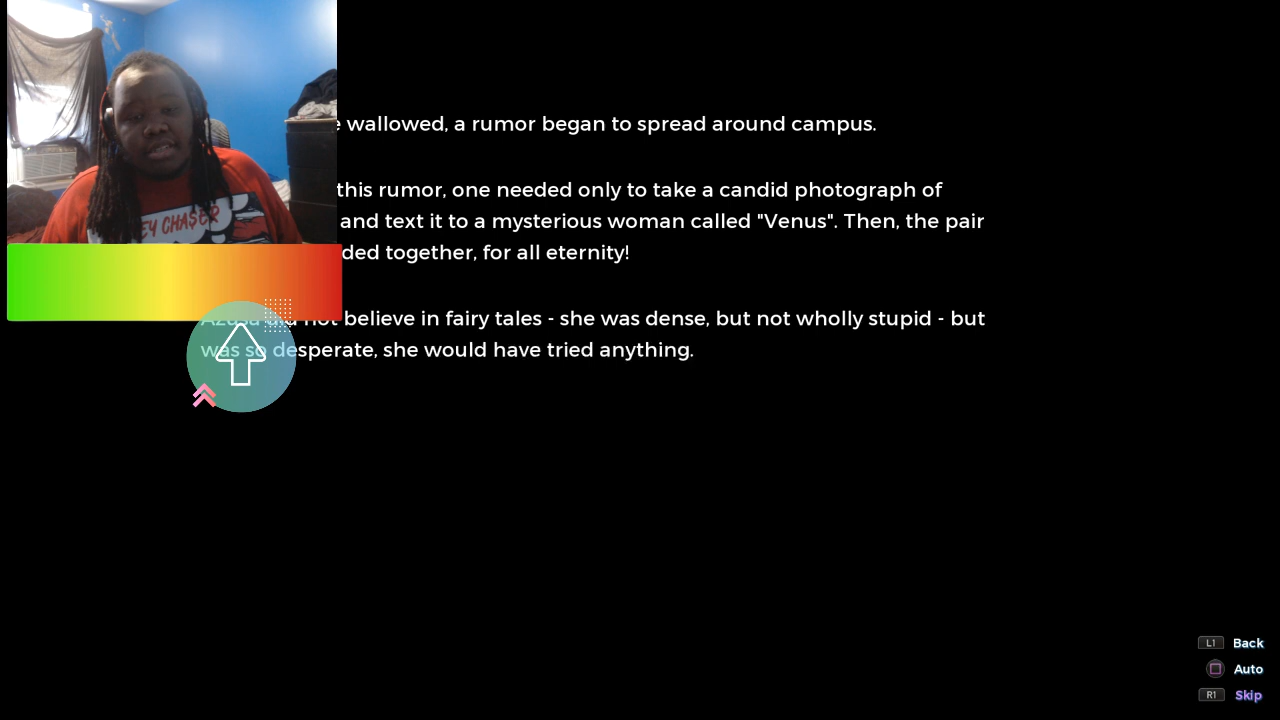 wallowed, a rumor began to spread around campus.
this rumor, one needed only to take a candid photograph of
and text it to a mysterious woman called "Venus". Then, the pair
ded together, for all eternity!
Azusa did not believe in fairy tales - she was dense, but not wholly stupid - but
was so desperate, she would have tried anything.
EY CHASER
L1 Back
Auto
R1 Skip